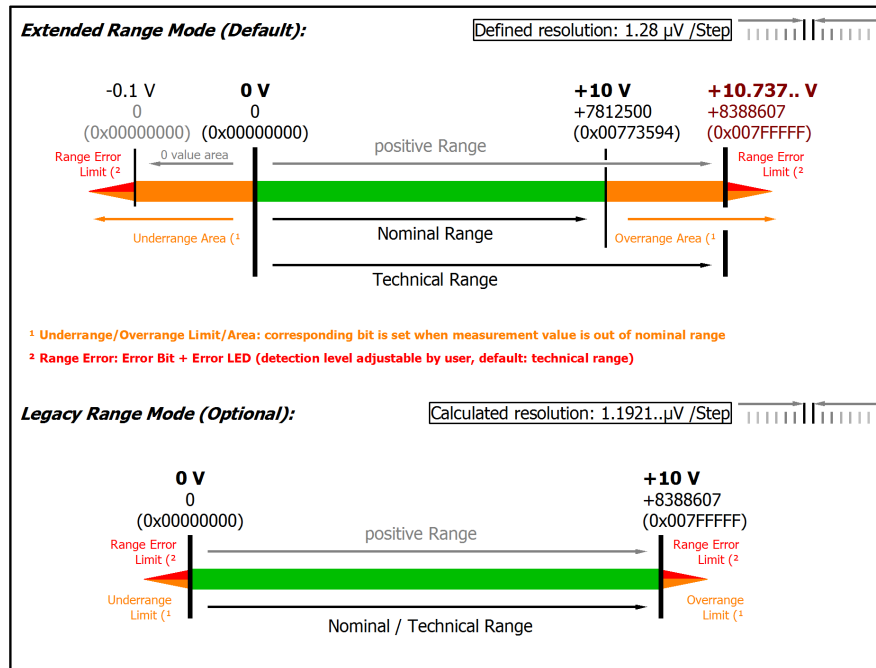 Extended Range Mode (Default):
Defined resolution: 1.28 µV /Step
-0.1 V
0
(0x00000000)
0 V
0
(0x00000000)
+10 V
+7812500
(0x00773594)
+10.737.. V
+8388607
(0x007FFFFF)
Range Error
Limit (²
0 value area
positive Range
Range Error
Limit (²
Underrange Area (¹
Nominal Range
Overrange Area (¹
Technical Range
¹ Underrange/Overrange Limit/Area: corresponding bit is set when measurement value is out of nominal range
² Range Error: Error Bit + Error LED (detection level adjustable by user, default: technical range)
Legacy Range Mode (Optional):
Calculated resolution: 1.1921..µV /Step
0 V
0
(0x00000000)
+10 V
+8388607
(0x007FFFFF)
Range Error
Limit (²
positive Range
Range Error
Limit (²
Underrange
Limit (¹
Overrange
Limit (¹
Nominal / Technical Range